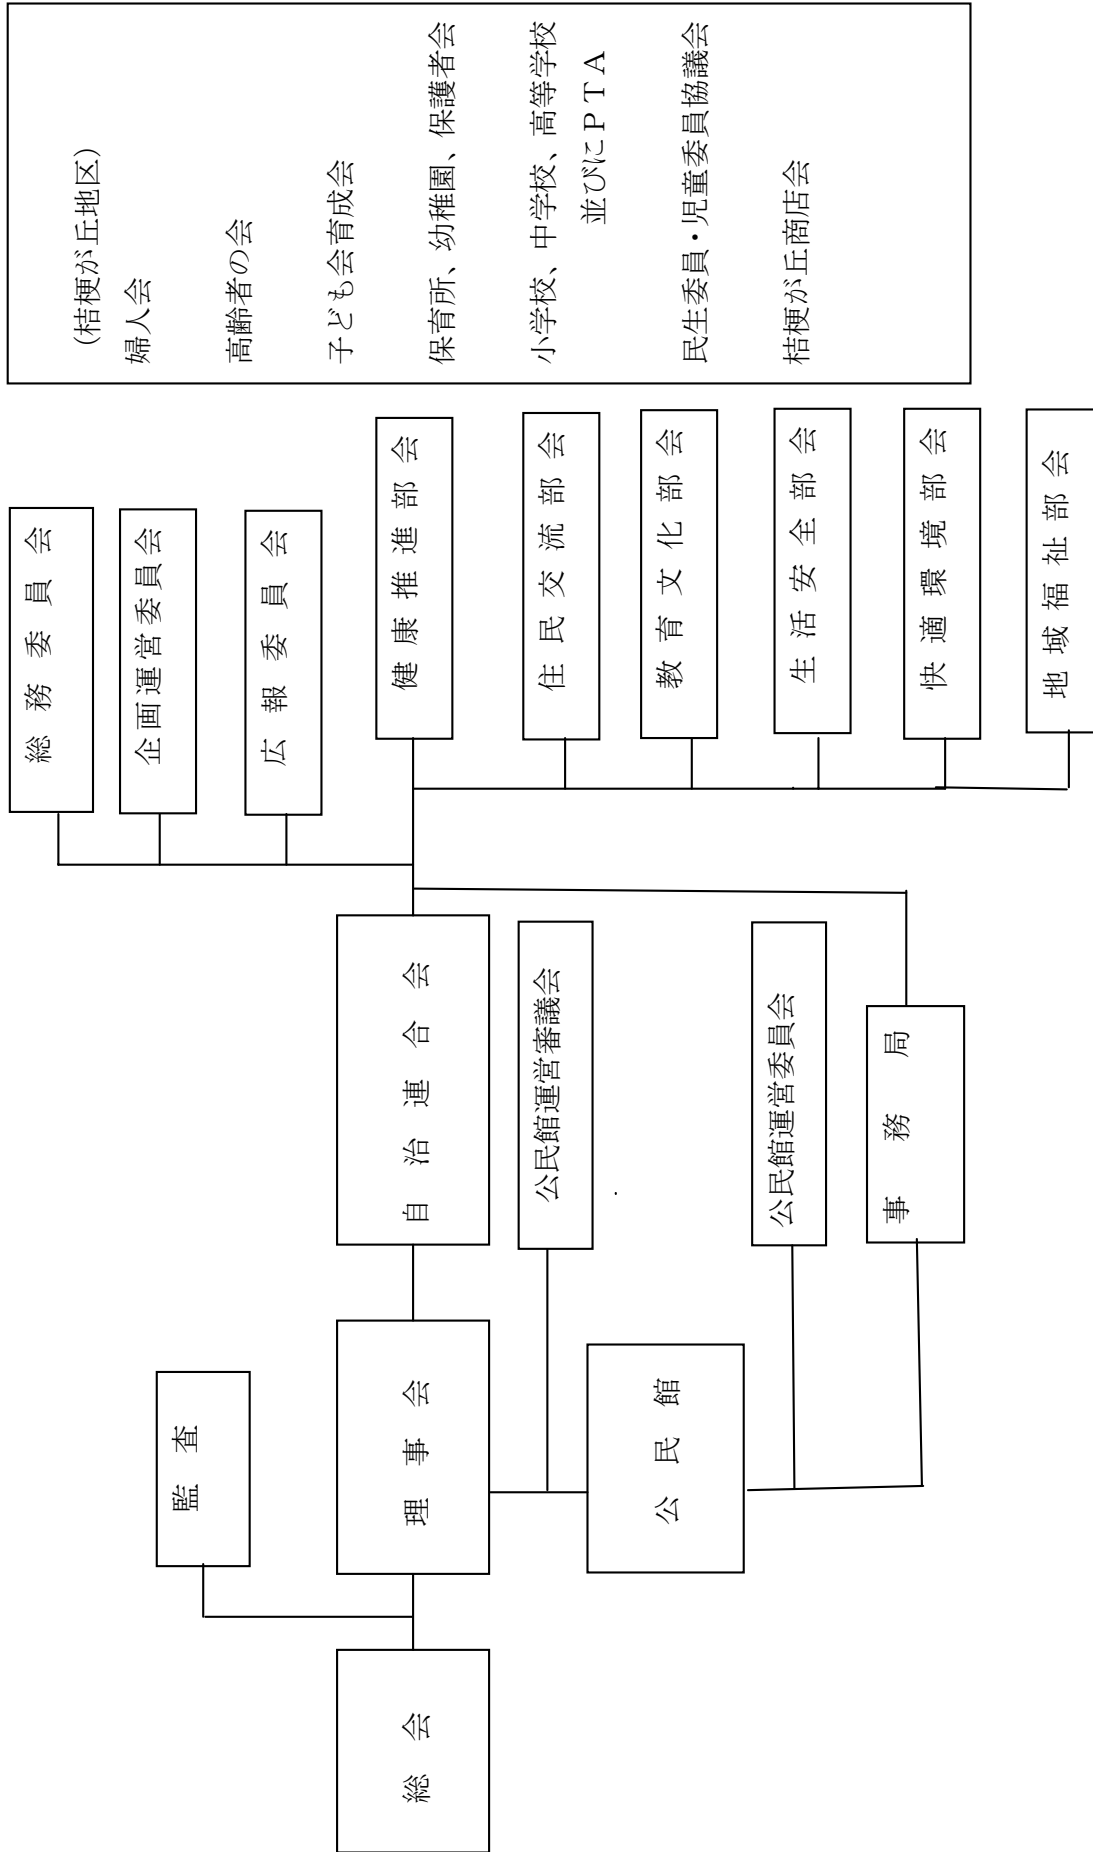 総会
監査
理事会
公民館
自治連合会
公民館運営審議会
公民館運営委員会
事務局
総務委員会
企画運営委員会
広報委員会
健康推進部会
住民交流部会
教育文化部会
生活安全部会
快適環境部会
地域福祉部会
(桔梗が丘地区)
婦人会
高齢者の会
子ども会育成会
保育所、幼稚園、保護者会
小学校、中学校、高等学校
並びにＰＴＡ
民生委員・児童委員協議会
桔梗が丘商店会